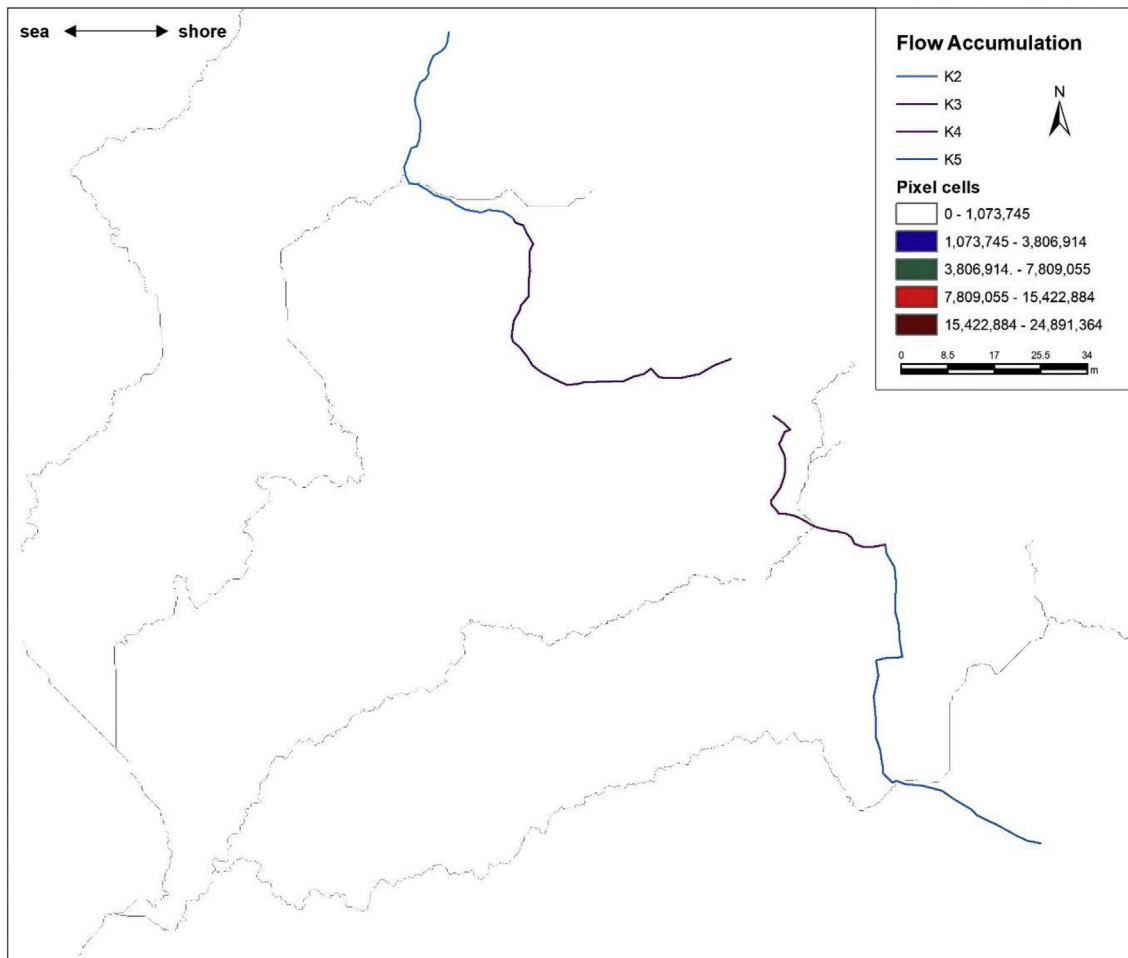 sea shore
Flow Accumulation
K2
K3
N
K4
K5
Pixel cells
0 - 1,073,745
1,073,745 - 3,806,914
3,806,914. - 7,809,055
7,809,055 - 15,422,884
15,422,884 - 24,891,364
0 8.5 17 25.5 34
m